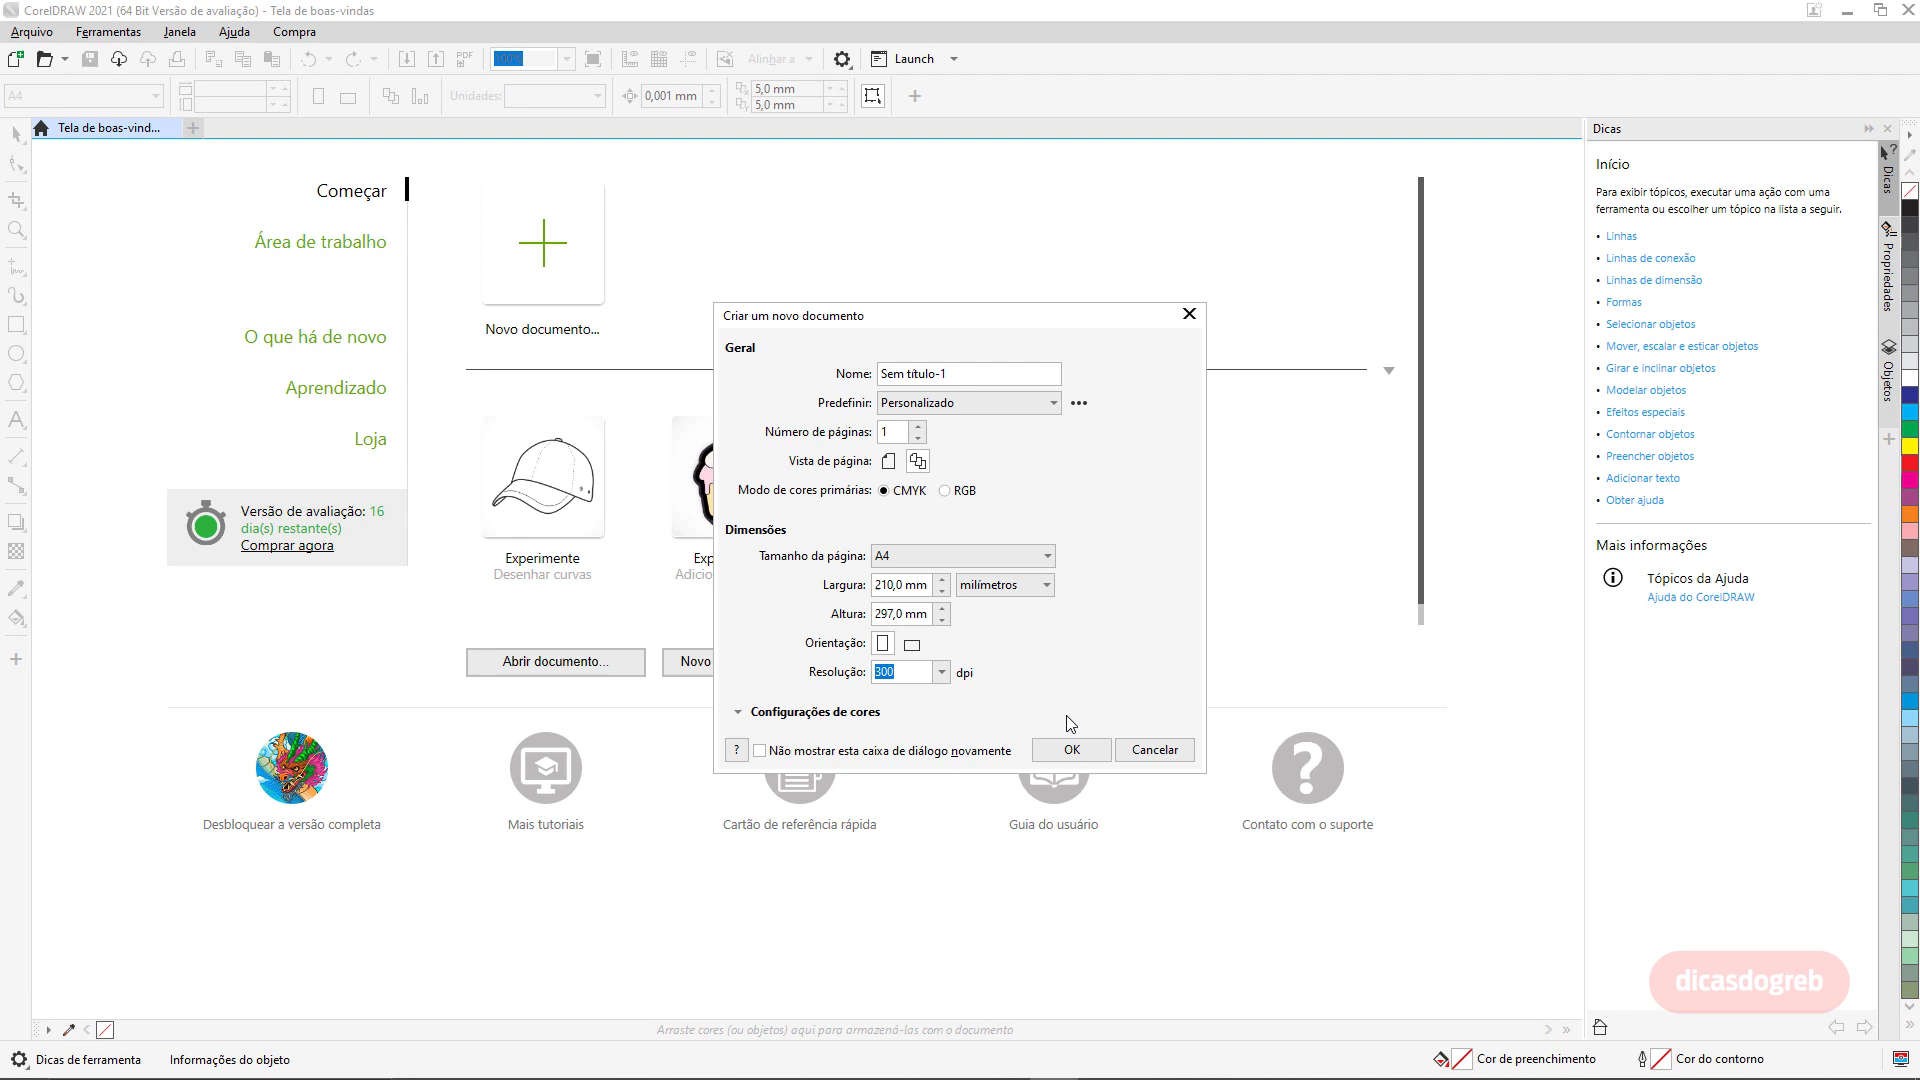 CorelDRAW 2021 (64 Bit Versão de avaliação) - Tela de boas-vindas
Arquivo Ferramentas Janela Ajuda Compra
PDF 100% Alinhar a Launch
A4 Unidades: 0,001 mm 5,0 mm
5,0 mm
Tela de boas-vind...
Dicas
Começar
Área de trabalho
O que há de novo
Aprendizado
Loja
Versão de avaliação: 16
dia(s) restante(s)
Comprar agora
Novo documento...
Experimente
Desenhar curvas
Exp
Adicio
Abrir documento...
Novo
Criar um novo documento
Geral
Nome: Sem título-1
Predefinir: Personalizado
Número de páginas: 1
Vista de página:
Modo de cores primárias: CMYK RGB
Dimensões
Tamanho da página: A4
Largura: 210,0 mm milímetros
Altura: 297,0 mm
Orientação:
Resolução: 300 dpi
Configurações de cores
? Não mostrar esta caixa de diálogo novamente OK Cancelar
Desbloquear a versão completa
Mais tutoriais
Cartão de referência rápida
Guia do usuário
?
Contato com o suporte
Início
Para exibir tópicos, executar uma ação com uma
ferramenta ou escolher um tópico na lista a seguir.
• Linhas
• Linhas de conexão
• Linhas de dimensão
• Formas
• Selecionar objetos
• Mover, escalar e esticar objetos
• Girar e inclinar objetos
• Modelar objetos
• Efeitos especiais
• Contornar objetos
• Preencher objetos
• Adicionar texto
• Obter ajuda
Mais informações
Tópicos da Ajuda
Ajuda do CorelDRAW
Dicas
Propriedades
Objetos
dicasdogreb
Arraste cores (ou objetos) aqui para armazená-las com o documento
Dicas de ferramenta Informações do objeto Cor de preenchimento Cor do contorno